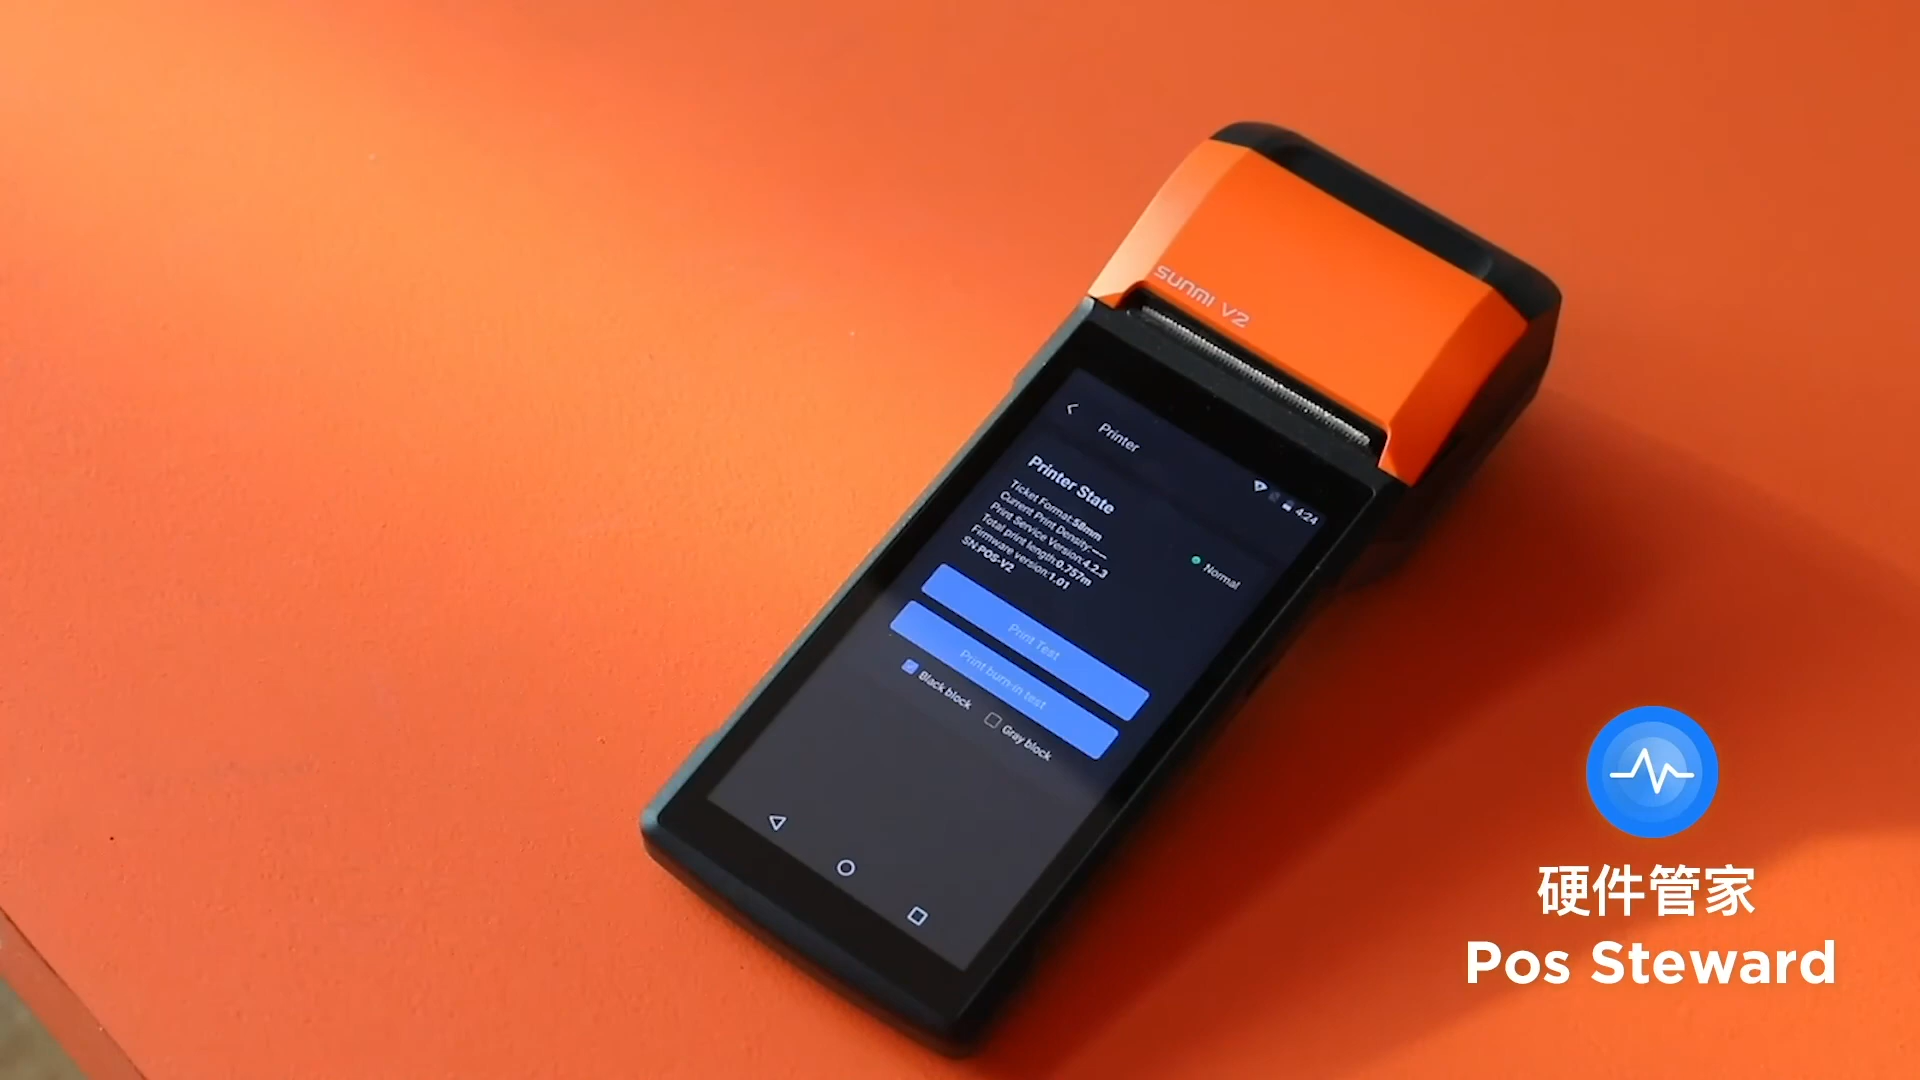 SUNMI V2
Printer
4:24
Printer State
Ticket Format:58mm
Current Print Density:----
Print Service Version:4.2.3
Total print length:0.757m
Firmware version:1.01
SN:POS-V2
Normal
Print Test
Print burn-in test
Black block
Gray block
硬件管家
Pos Steward